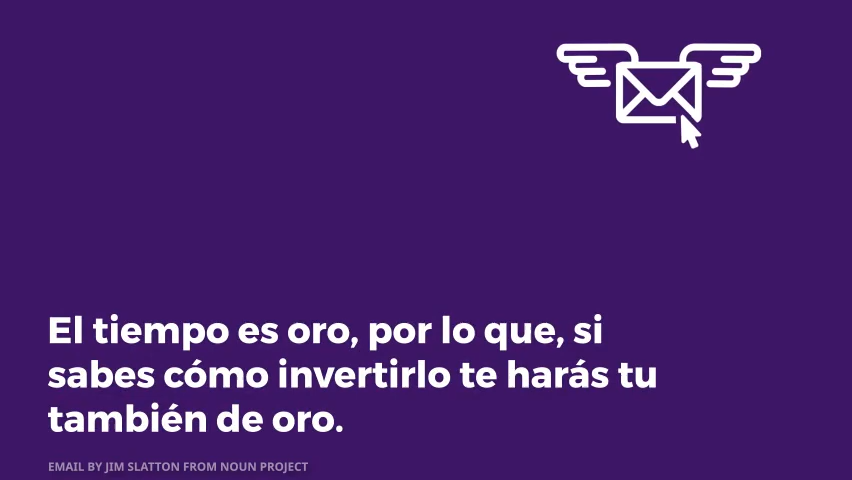 El tiempo es oro, por lo que, si
sabes cómo invertirlo te harás tu
también de oro.
EMAIL BY JIM SLATTON FROM NOUN PROJECT